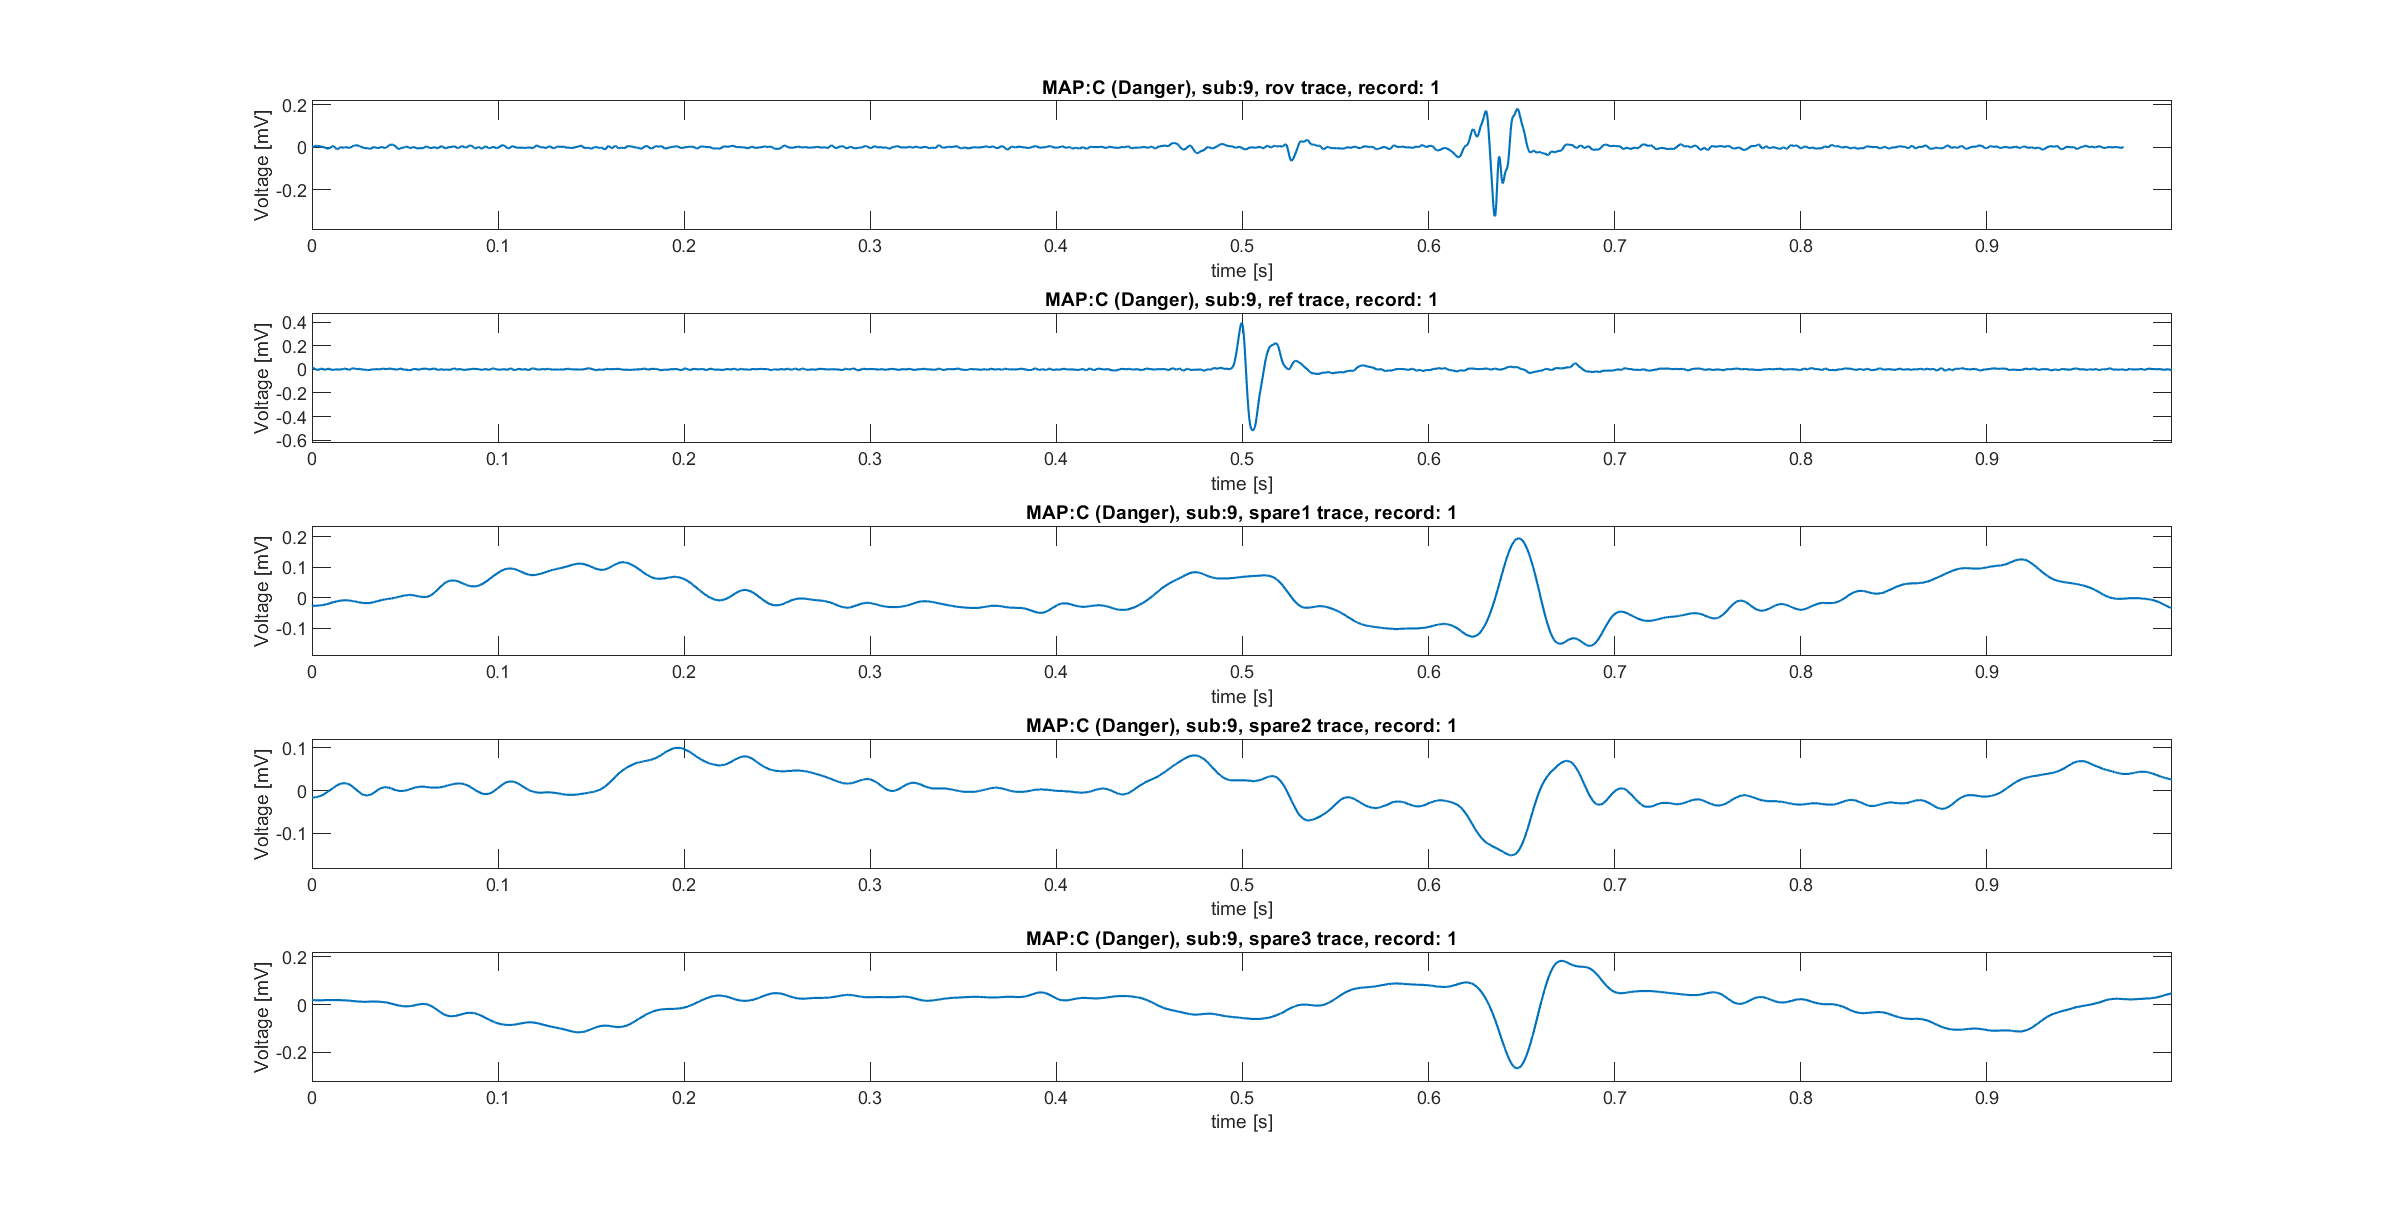 MAP:C (Danger), sub:9, rov trace, record: 1
Voltage [mV]
0.2
0
-0.2
0 0.1 0.2 0.3 0.4 0.5 0.6 0.7 0.8 0.9
time [s]
MAP:C (Danger), sub:9, ref trace, record: 1
Voltage [mV]
0.4
0.2
0
-0.2
-0.4
-0.6
0 0.1 0.2 0.3 0.4 0.5 0.6 0.7 0.8 0.9
time [s]
MAP:C (Danger), sub:9, spare1 trace, record: 1
Voltage [mV]
0.2
0.1
0
-0.1
0 0.1 0.2 0.3 0.4 0.5 0.6 0.7 0.8 0.9
time [s]
MAP:C (Danger), sub:9, spare2 trace, record: 1
Voltage [mV]
0.1
0
-0.1
0 0.1 0.2 0.3 0.4 0.5 0.6 0.7 0.8 0.9
time [s]
MAP:C (Danger), sub:9, spare3 trace, record: 1
Voltage [mV]
0.2
0
-0.2
0 0.1 0.2 0.3 0.4 0.5 0.6 0.7 0.8 0.9
time [s]